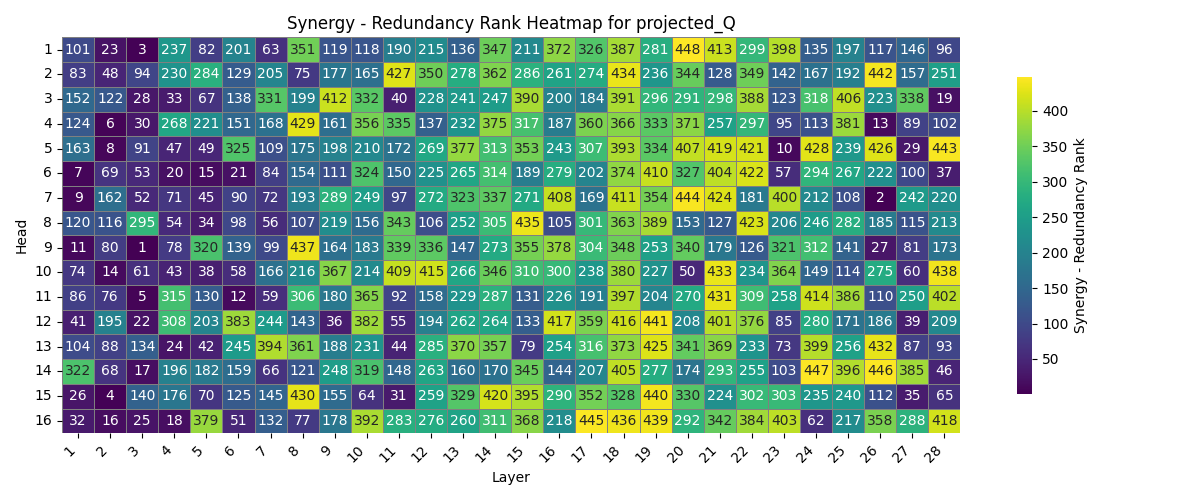 Synergy - Redundancy Rank Heatmap for projected_Q
1 101 23 3 237 82 201 63 351 119 118 190 215 136 347 211 372 326 387 281 448 413 299 398 135 197 117 146 96
2 83 48 94 230 284 129 205 75 177 165 427 350 278 362 286 261 274 434 236 344 128 349 142 167 192 442 157 251
3 152 122 28 33 67 138 331 199 412 332 40 228 241 247 390 200 184 391 296 291 298 388 123 318 406 223 338 19
4 124 6 30 268 221 151 168 429 161 356 335 137 232 375 317 187 360 366 333 371 257 297 95 113 381 13 89 102
5 163 8 91 47 49 325 109 175 198 210 172 269 377 313 353 243 307 393 334 407 419 421 10 428 239 426 29 443
6 7 69 53 20 15 21 84 154 111 324 150 225 265 314 189 279 202 374 410 327 404 422 57 294 267 222 100 37
7 9 162 52 71 45 90 72 193 289 249 97 272 323 337 271 408 169 411 354 444 424 181 400 212 108 2 242 220
8 120 116 295 54 34 98 56 107 219 156 343 106 252 305 435 105 301 363 389 153 127 423 206 246 282 185 115 213
9 11 80 1 78 320 139 99 437 164 183 339 336 147 273 355 378 304 348 253 340 179 126 321 312 141 27 81 173
10 74 14 61 43 38 58 166 216 367 214 409 415 266 346 310 300 238 380 227 50 433 234 364 149 114 275 60 438
11 86 76 5 315 130 12 59 306 180 365 92 158 229 287 131 226 191 397 204 270 431 309 258 414 386 110 250 402
12 41 195 22 308 203 383 244 143 36 382 55 194 262 264 133 417 359 416 441 208 401 376 85 280 171 186 39 209
13 104 88 134 24 42 245 394 361 188 231 44 285 370 357 79 254 316 373 425 341 369 233 73 399 256 432 87 93
14 322 68 17 196 182 159 66 121 248 319 148 263 160 170 345 144 207 405 277 174 293 255 103 447 396 446 385 46
15 26 4 140 176 70 125 145 430 155 64 31 259 329 420 395 290 352 328 440 330 224 302 303 235 240 112 35 65
16 32 16 25 18 379 51 132 77 178 392 283 276 260 311 368 218 445 436 439 292 342 384 403 62 217 358 288 418
1 2 3 4 5 6 7 8 9 10 11 12 13 14 15 16 17 18 19 20 21 22 23 24 25 26 27 28
Layer
Head
400
350
300
250
200
150
100
50
Synergy - Redundancy Rank